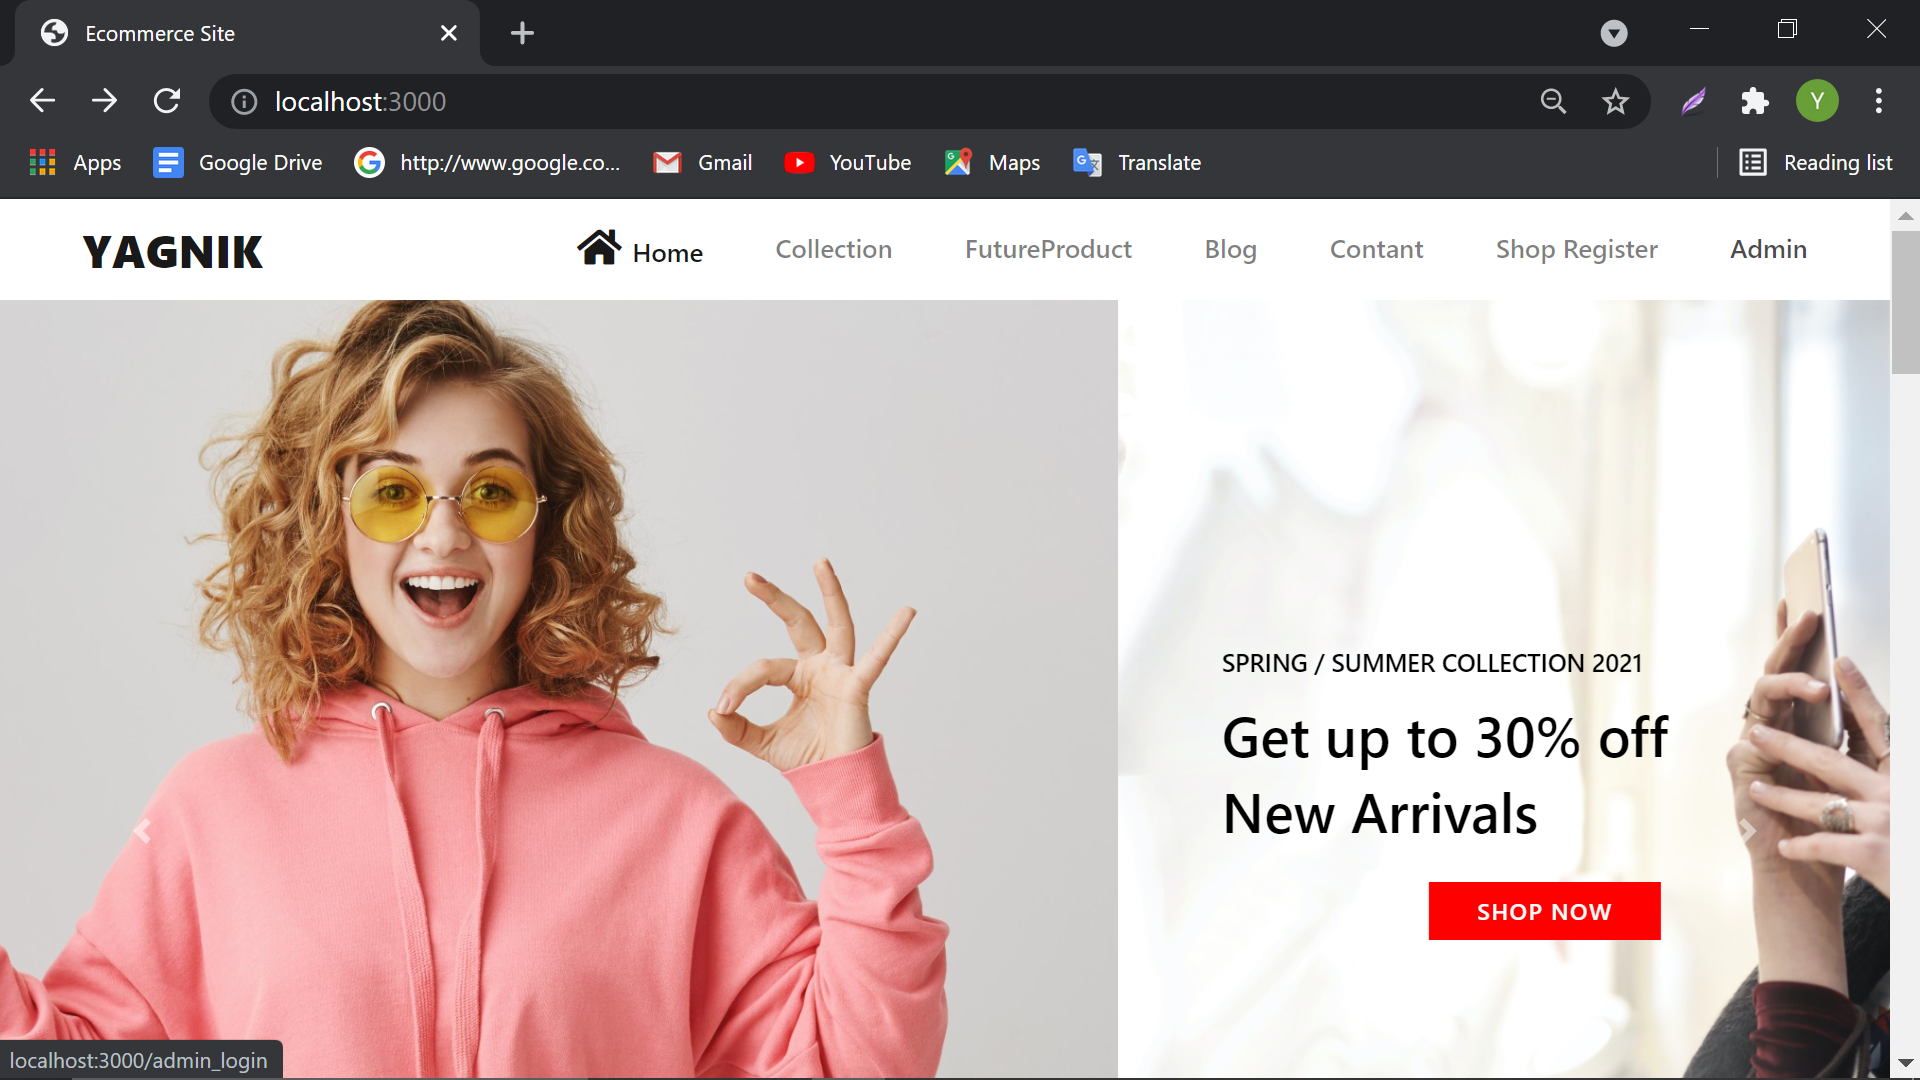 Ecommerce Site
localhost:3000
Y
Apps Google Drive http://www.google.co... Gmail YouTube Maps Translate Reading list
YAGNIK Home Collection FutureProduct Blog Contant Shop Register Admin
SPRING / SUMMER COLLECTION 2021
Get up to 30% off
New Arrivals
SHOP NOW
localhost:3000/admin_login